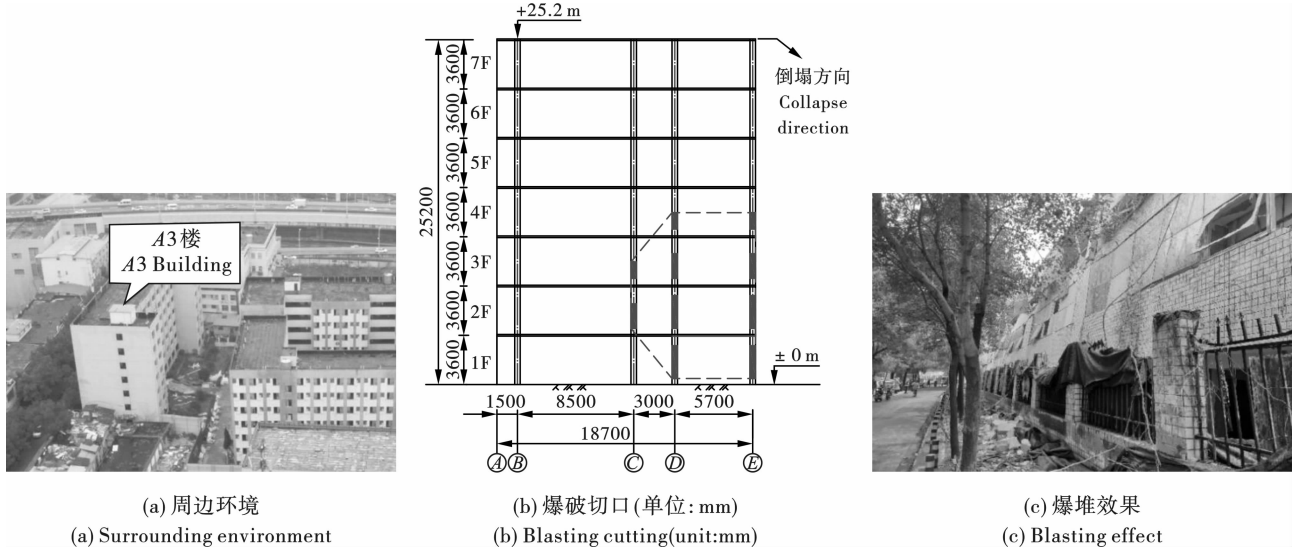 A3楼
A3 Building
(a) 周边环境
(a) Surrounding environment
+25.2 m
倒塌方向
Collapse
direction
25200
3600
7F
3600
6F
3600
5F
3600
4F
3600
3F
3600
2F
3600
1F
± 0 m
1500
8500
3000
5700
18700
A
B
C
D
E
(b) 爆破切口(单位: mm)
(b) Blasting cutting(unit:mm)
(c) 爆堆效果
(c) Blasting effect